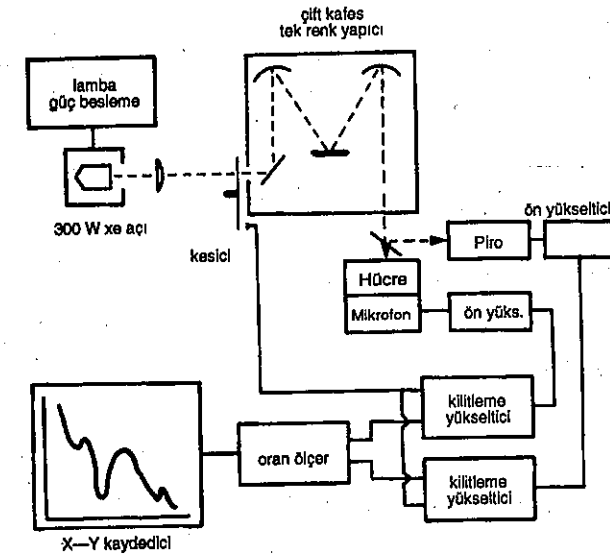 çift kafes
tek renk yapıcı
lamba
güç besleme
300 W xe açı
kesici
ön yükseltici
Piro
Hücre
Mikrofon
ön yüks.
kilitleme
yükseltici
oran ölçer
kilitleme
yükseltici
X—Y kaydedici